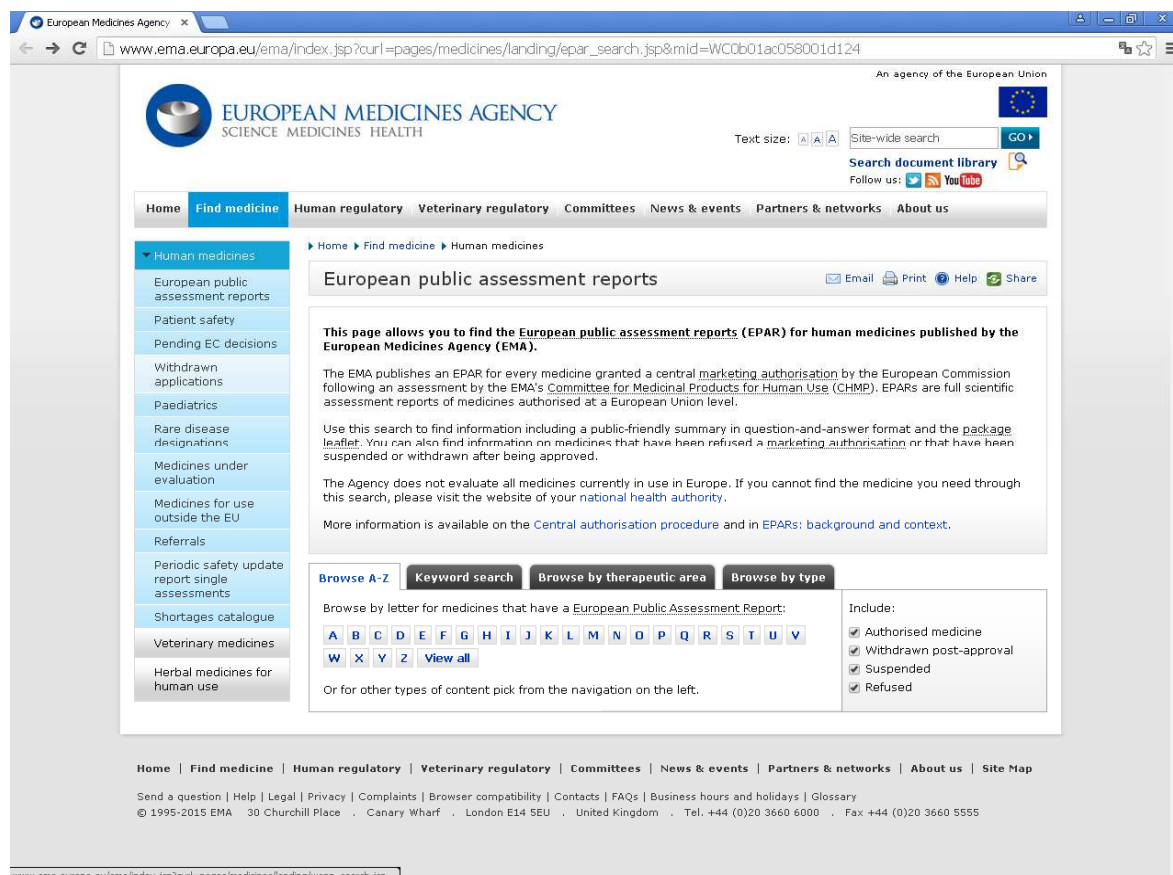 European Medicines Agency
www.ema.europa.eu/ema/index.jsp?curl=pages/medicines/landing/epar_search.jsp&mid=WC0b01ac058001d124
An agency of the European Union
EUROPEAN MEDICINES AGENCY
SCIENCE MEDICINES HEALTH
Text size: A A A Site-wide search GO
Search document library
Follow us: YouTube
Home Find medicine Human regulatory Veterinary regulatory Committees News & events Partners & networks About us
Human medicines
European public
assessment reports
Patient safety
Pending EC decisions
Withdrawn
applications
Paediatrics
Rare disease
designations
Medicines under
evaluation
Medicines for use
outside the EU
Referrals
Periodic safety update
report single
assessments
Shortages catalogue
Veterinary medicines
Herbal medicines for
human use
Home Find medicine Human medicines
European public assessment reports Email Print Help Share
This page allows you to find the European public assessment reports (EPAR) for human medicines published by the
European Medicines Agency (EMA).
The EMA publishes an EPAR for every medicine granted a central marketing authorisation by the European Commission
following an assessment by the EMA's Committee for Medicinal Products for Human Use (CHMP). EPARs are full scientific
assessment reports of medicines authorised at a European Union level.
Use this search to find information including a public-friendly summary in question-and-answer format and the package
leaflet. You can also find information on medicines that have been refused a marketing authorisation or that have been
suspended or withdrawn after being approved.
The Agency does not evaluate all medicines currently in use in Europe. If you cannot find the medicine you need through
this search, please visit the website of your national health authority.
More information is available on the Central authorisation procedure and in EPARs: background and context.
Browse A-Z Keyword search Browse by therapeutic area Browse by type
Browse by letter for medicines that have a European Public Assessment Report:
A B C D E F G H I J K L M N O P Q R S T U V
W X Y Z View all
Or for other types of content pick from the navigation on the left.
Include:
Authorised medicine
Withdrawn post-approval
Suspended
Refused
Home | Find medicine | Human regulatory | Veterinary regulatory | Committees | News & events | Partners & networks | About us | Site Map
Send a question | Help | Legal | Privacy | Complaints | Browser compatibility | Contacts | FAQs | Business hours and holidays | Glossary
© 1995-2015 EMA 30 Churchill Place . Canary Wharf . London E14 5EU . United Kingdom . Tel. +44 (0)20 3660 6000 . Fax +44 (0)20 3660 5555